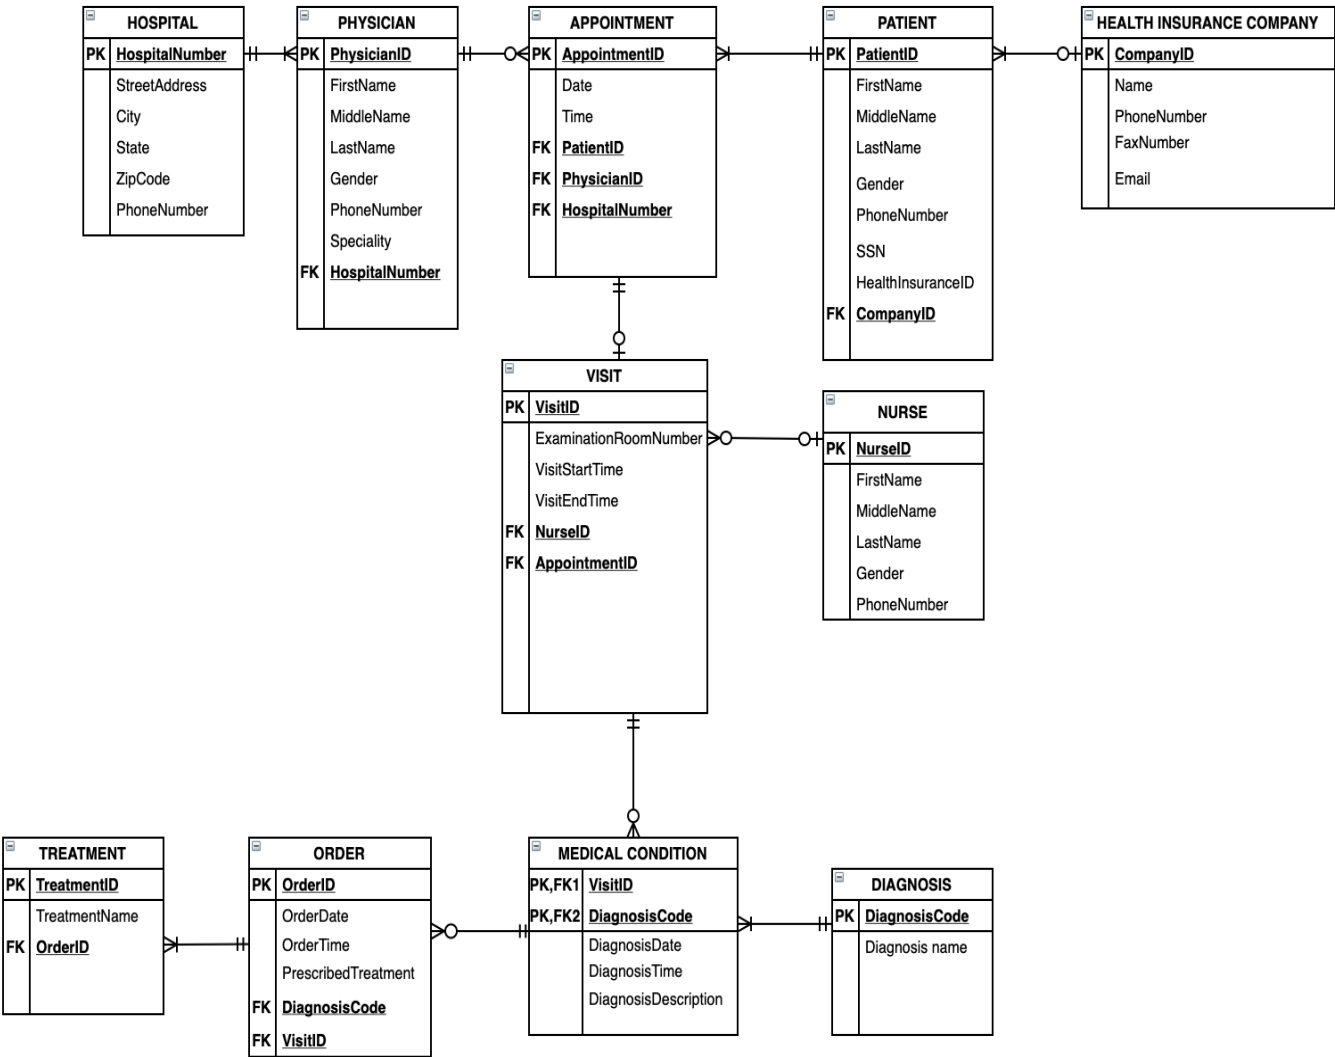 HOSPITAL
PK HospitalNumber
StreetAddress
City
State
ZipCode
PhoneNumber
PHYSICIAN
PK PhysicianID
FirstName
MiddleName
LastName
Gender
PhoneNumber
Speciality
FK HospitalNumber
APPOINTMENT
PK AppointmentID
Date
Time
FK PatientID
FK PhysicianID
FK HospitalNumber
PATIENT
PK PatientID
FirstName
MiddleName
LastName
Gender
PhoneNumber
SSN
HealthInsuranceID
FK CompanyID
HEALTH INSURANCE COMPANY
PK CompanyID
Name
PhoneNumber
FaxNumber
Email
VISIT
PK VisitID
ExaminationRoomNumber
VisitStartTime
VisitEndTime
FK NurseID
FK AppointmentID
NURSE
PK NurseID
FirstName
MiddleName
LastName
Gender
PhoneNumber
TREATMENT
PK TreatmentID
TreatmentName
FK OrderID
ORDER
PK OrderID
OrderDate
OrderTime
PrescribedTreatment
FK DiagnosisCode
FK VisitID
MEDICAL CONDITION
PK,FK1 VisitID
PK,FK2 DiagnosisCode
DiagnosisDate
DiagnosisTime
DiagnosisDescription
DIAGNOSIS
PK DiagnosisCode
Diagnosis name